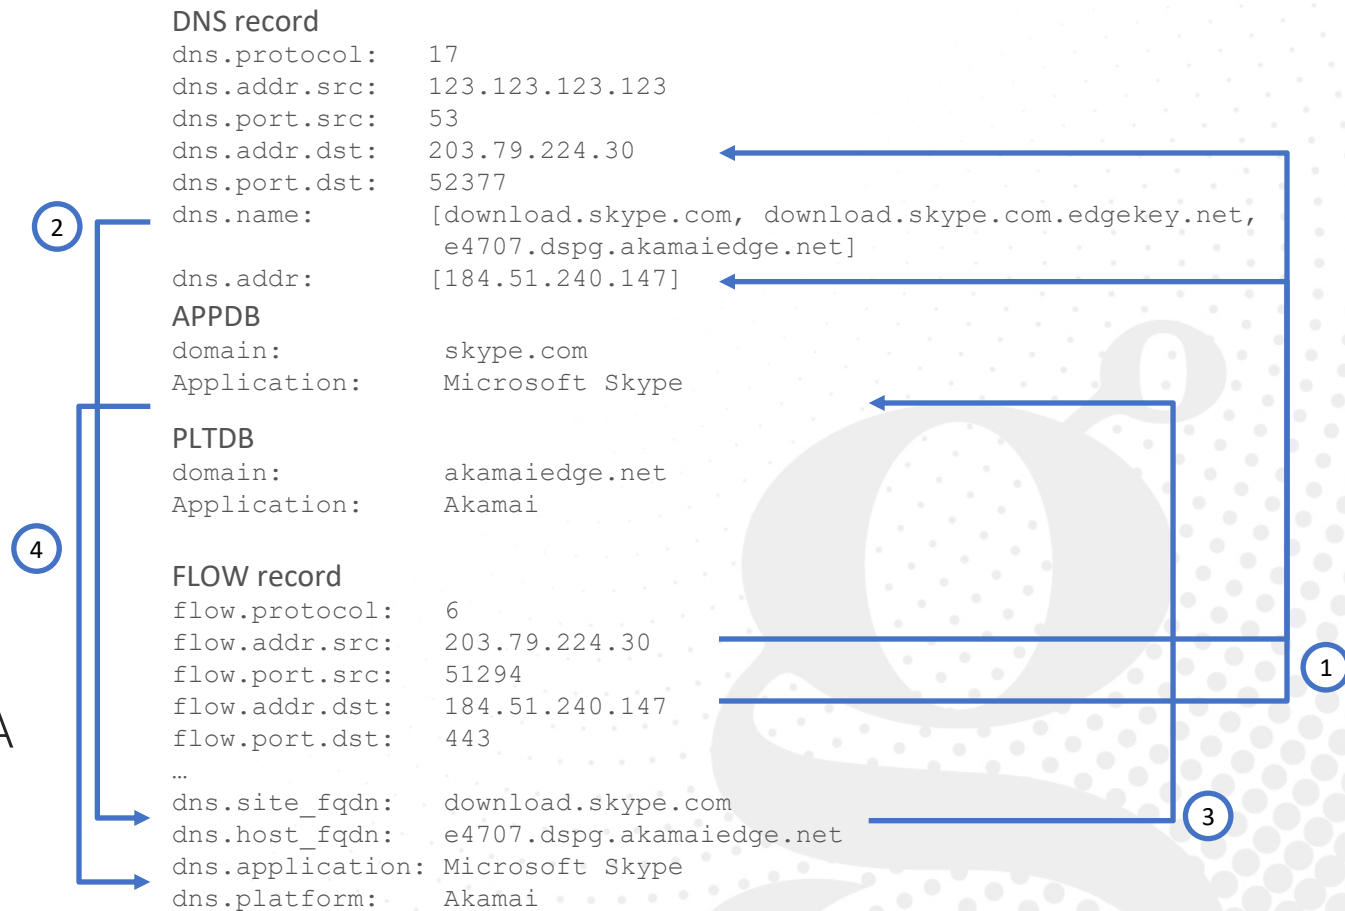 DNS record
dns.protocol: 17
dns.addr.src: 123.123.123.123
dns.port.src: 53
dns.addr.dst: 203.79.224.30
dns.port.dst: 52377
2
dns.name: [download.skype.com, download.skype.com.edgekey.net,
e4707.dspg.akamaiedge.net]
dns.addr: [184.51.240.147]
APPDB
domain: skype.com
Application: Microsoft Skype
PLTDB
domain: akamaiedge.net
Application: Akamai
4
FLOW record
flow.protocol: 6
flow.addr.src: 203.79.224.30
1
flow.port.src: 51294
flow.addr.dst: 184.51.240.147
A
flow.port.dst: 443
…
dns.site_fqdn: download.skype.com
3
dns.host_fqdn: e4707.dspg.akamaiedge.net
dns.application: Microsoft Skype
dns.platform: Akamai